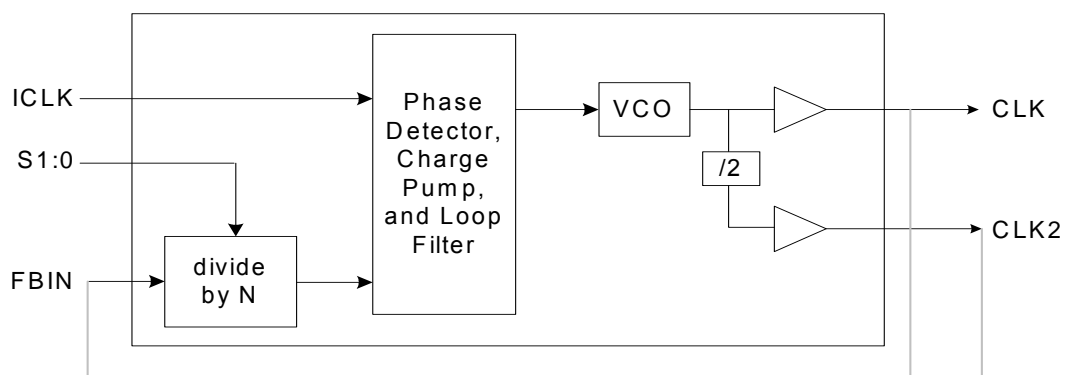 ICLK
S1:0
FBIN
divide
by N
Phase
Detector,
Charge
Pump,
and Loop
Filter
VCO
/2
CLK
CLK2